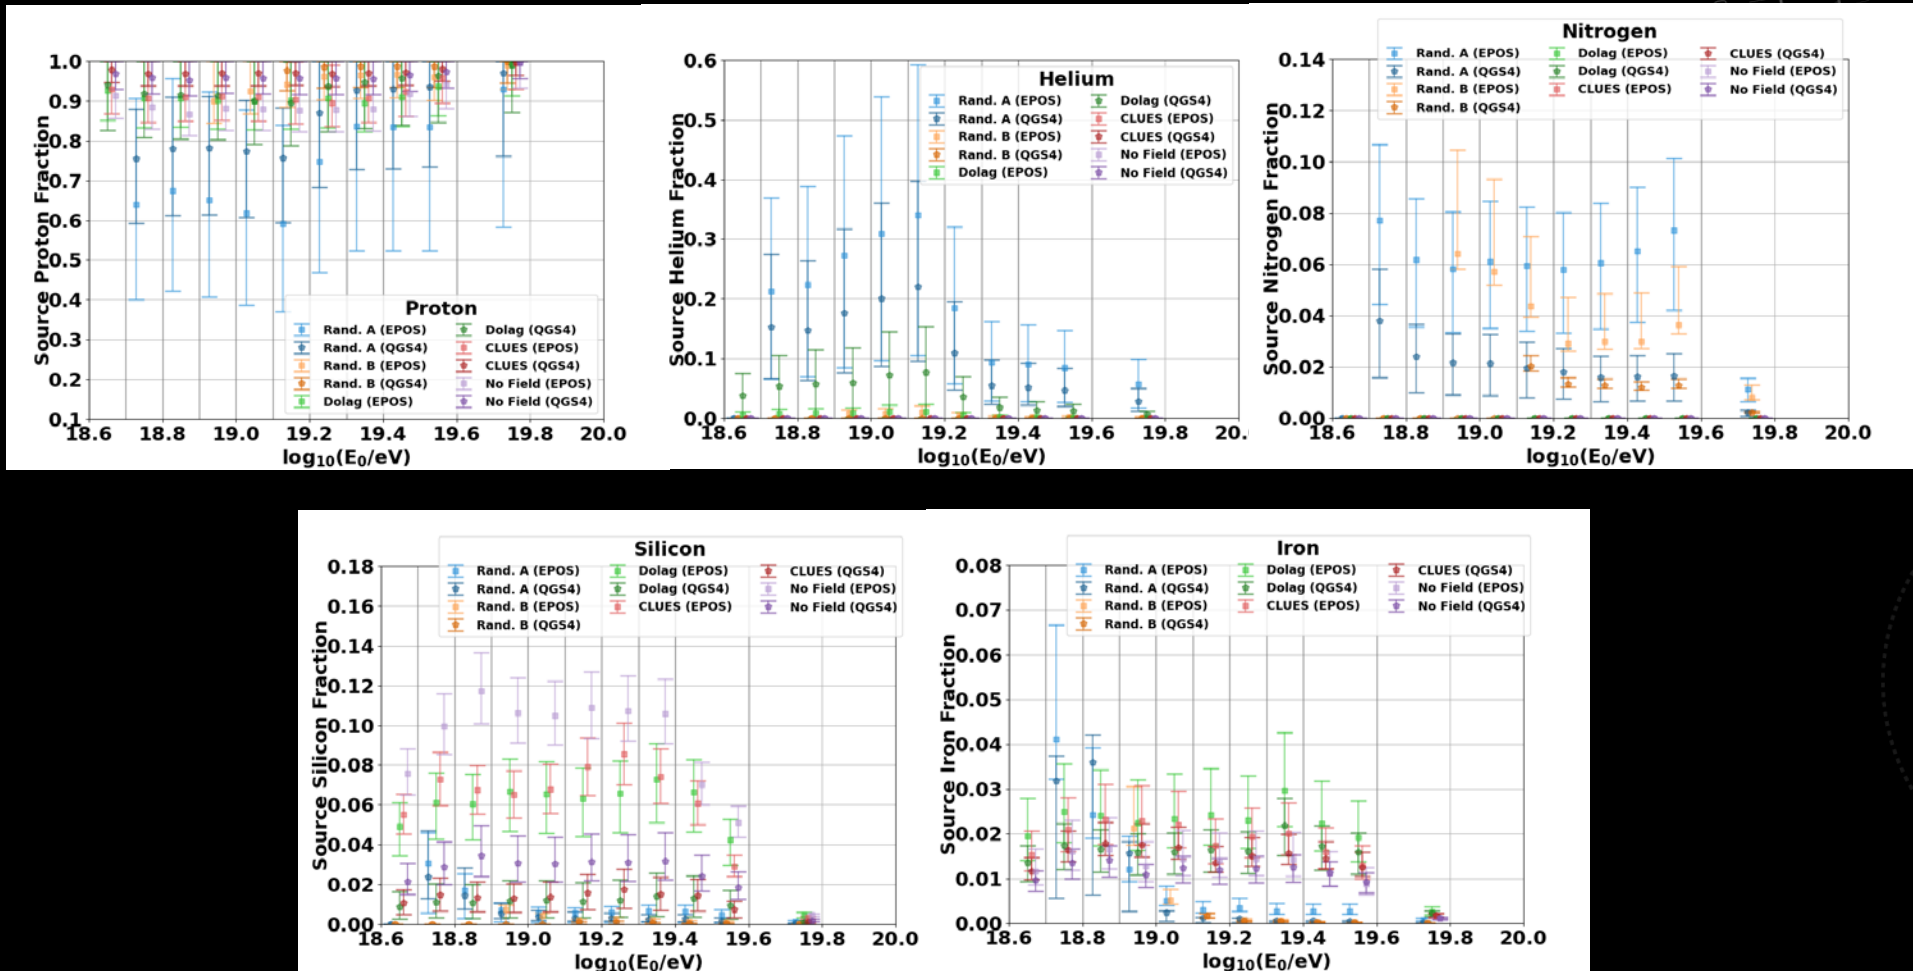 Proton
Rand. A (EPOS)
Rand. A (QGS4)
Rand. B (EPOS)
Rand. B (QGS4)
Dolag (EPOS)
Dolag (QGS4)
CLUES (EPOS)
CLUES (QGS4)
No Field (EPOS)
No Field (QGS4)
Source Proton Fraction
1.0
0.9
0.8
0.7
0.6
0.5
0.4
0.3
0.2
0.1
18.6 18.8 19.0 19.2 19.4 19.6 19.8 20.0
log10(E0/eV)
Helium
Rand. A (EPOS)
Rand. A (QGS4)
Rand. B (EPOS)
Rand. B (QGS4)
Dolag (EPOS)
Dolag (QGS4)
CLUES (EPOS)
CLUES (QGS4)
No Field (EPOS)
No Field (QGS4)
Source Helium Fraction
0.6
0.5
0.4
0.3
0.2
0.1
0.0
18.6 18.8 19.0 19.2 19.4 19.6 19.8 20.
log10(E0/eV)
Nitrogen
Rand. A (EPOS)
Rand. A (QGS4)
Rand. B (EPOS)
Rand. B (QGS4)
Dolag (EPOS)
Dolag (QGS4)
CLUES (EPOS)
CLUES (QGS4)
No Field (EPOS)
No Field (QGS4)
Source Nitrogen Fraction
0.14
0.12
0.10
0.08
0.06
0.04
0.02
0.00
18.6 18.8 19.0 19.2 19.4 19.6 19.8 20.0
log10(E0/eV)
Silicon
Rand. A (EPOS)
Rand. A (QGS4)
Rand. B (EPOS)
Rand. B (QGS4)
Dolag (EPOS)
Dolag (QGS4)
CLUES (EPOS)
CLUES (QGS4)
No Field (EPOS)
No Field (QGS4)
Source Silicon Fraction
0.18
0.16
0.14
0.12
0.10
0.08
0.06
0.04
0.02
0.00
18.6 18.8 19.0 19.2 19.4 19.6 19.8 20.0
log10(E0/eV)
Iron
Rand. A (EPOS)
Rand. A (QGS4)
Rand. B (EPOS)
Rand. B (QGS4)
Dolag (EPOS)
Dolag (QGS4)
CLUES (EPOS)
CLUES (QGS4)
No Field (EPOS)
No Field (QGS4)
Source Iron Fraction
0.08
0.07
0.06
0.05
0.04
0.03
0.02
0.01
0.00
18.6 18.8 19.0 19.2 19.4 19.6 19.8 20.0
log10(E0/eV)